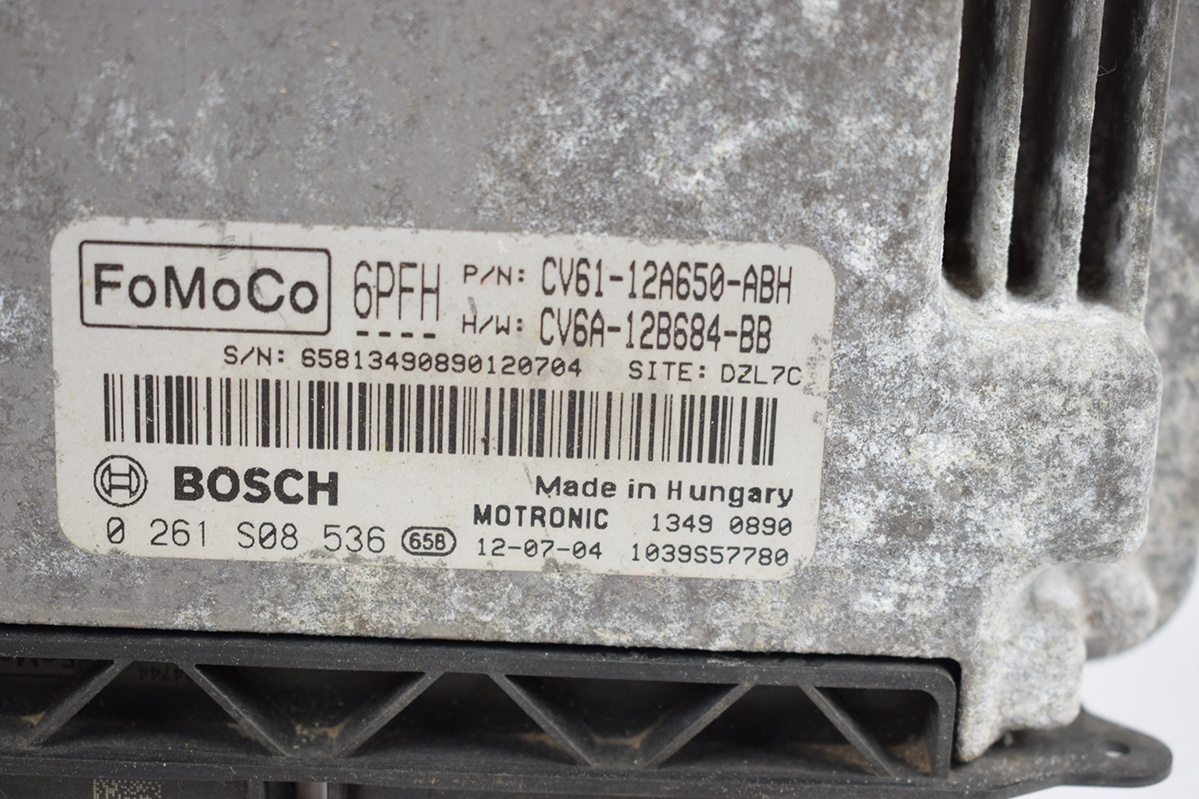 FoMoCo 6PFH P/N: CV61-12A650-ABH
---- H/W: CV6A-12B684-BB
S/N: 65813490890120704 SITE: DZL7C
BOSCH Made in Hungary
MOTRONIC 1349 0890
0 261 S08 536 658 12-07-04 1039S57780